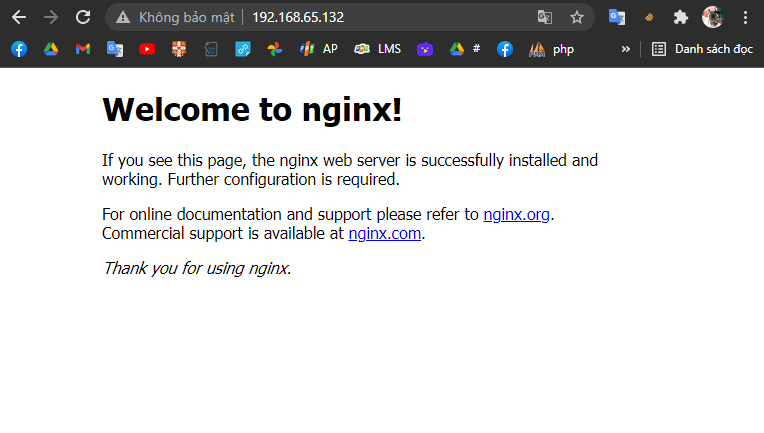 Không bảo mật 192.168.65.132
AP LMS # php » Danh sách đọc
Welcome to nginx!
If you see this page, the nginx web server is successfully installed and
working. Further configuration is required.
For online documentation and support please refer to nginx.org.
Commercial support is available at nginx.com.
Thank you for using nginx.